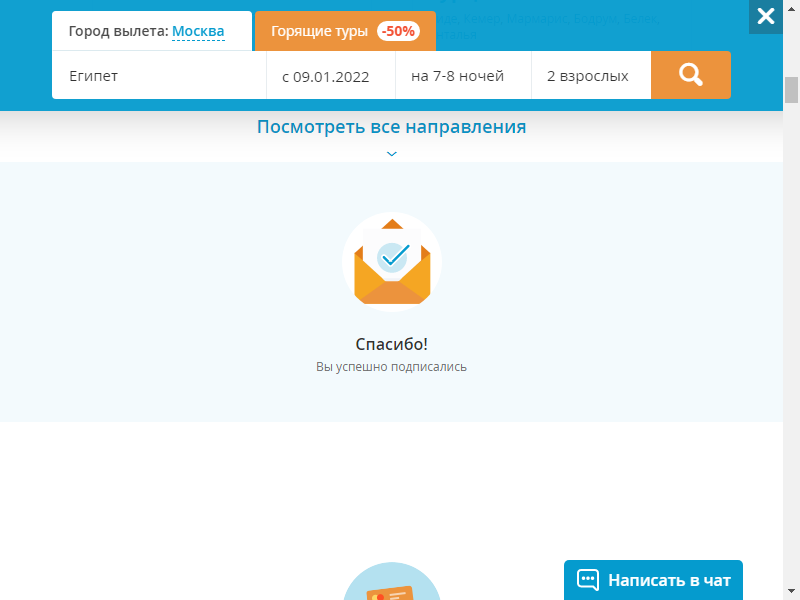 Город вылета: Москва
Горящие туры -50%
Египет
с 09.01.2022
на 7-8 ночей
2 взрослых
Посмотреть все направления
Спасибо!
Вы успешно подписались
Написать в чат